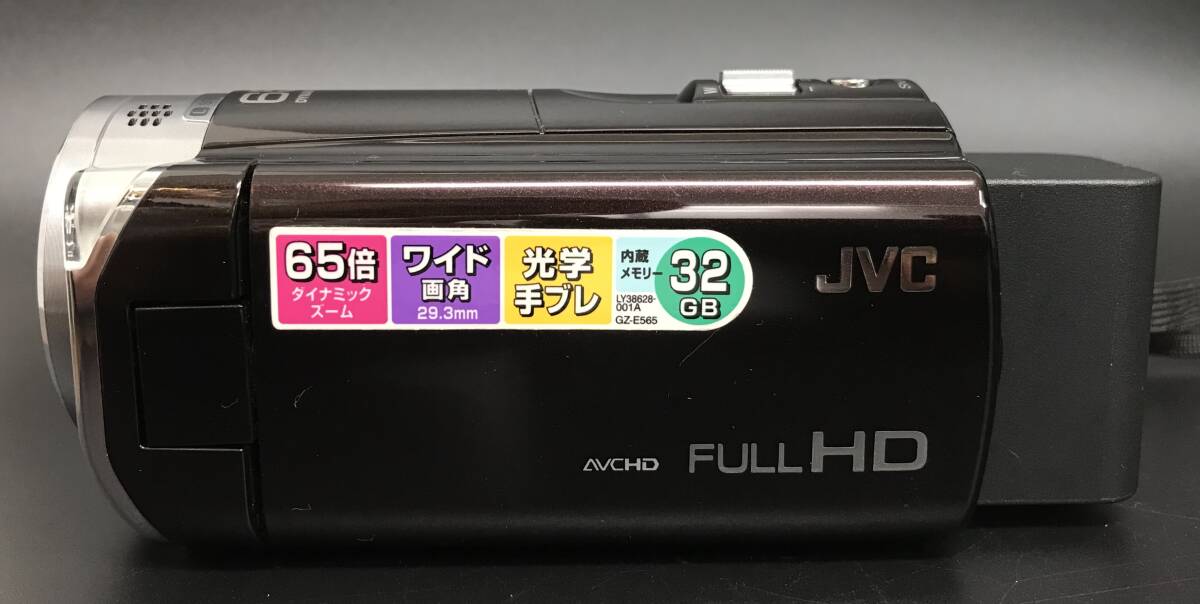 65倍
ダイナミック
ズーム
ワイド
画角
29.3mm
光学
手ブレ
内蔵
メモリー
LY38628-
001A
GZ-E565
32
GB
JVC
AVCHD
FULL HD